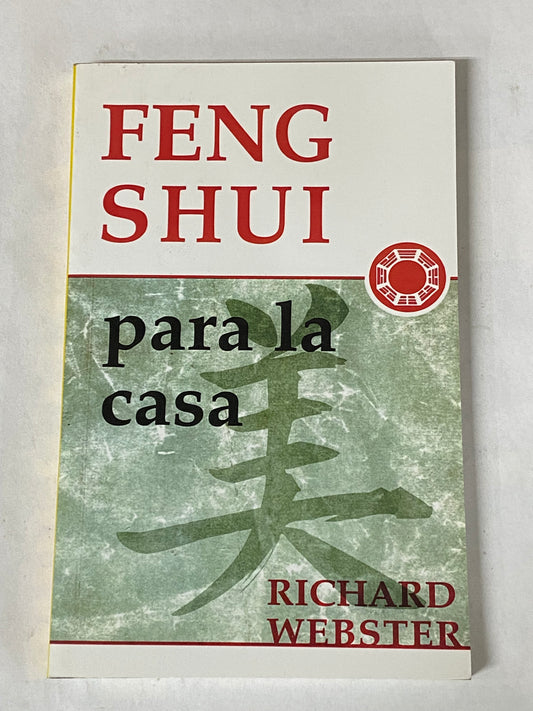 FENG
SHUI
para la
casa
美
RICHARD
WEBSTER